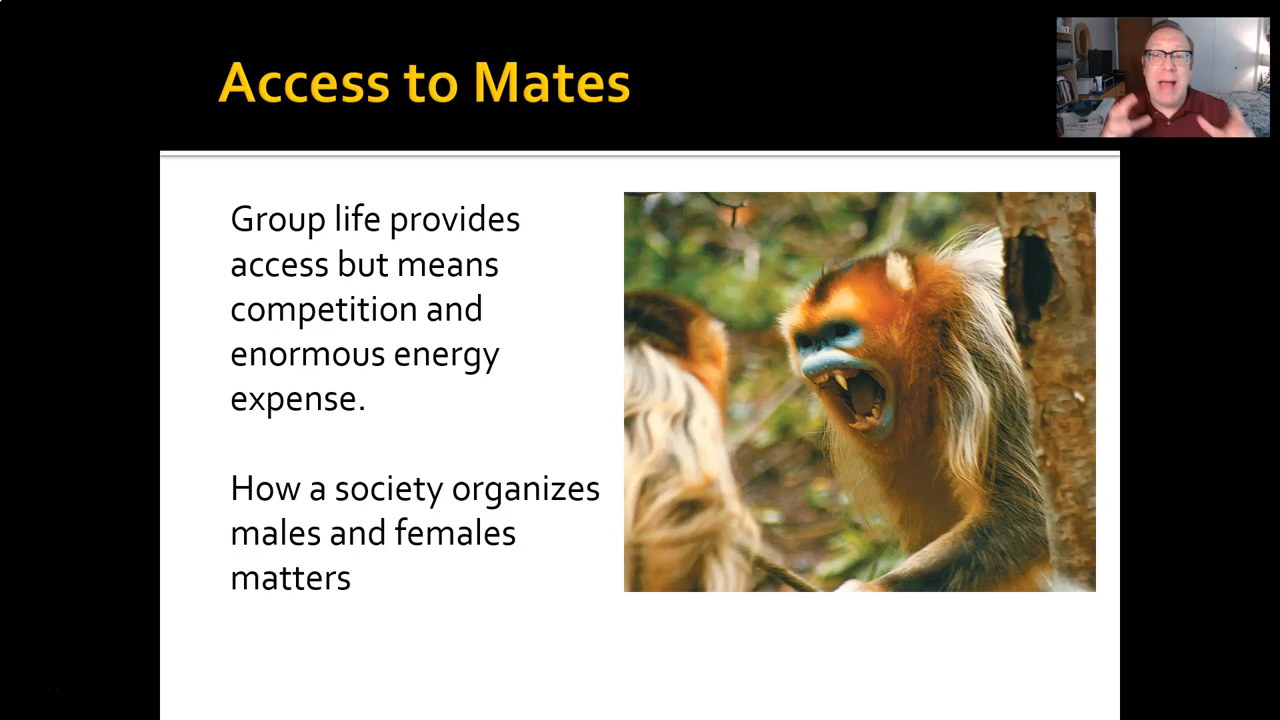 Access to Mates
Group life provides
access but means
competition and
enormous energy
expense.
How a society organizes
males and females
matters